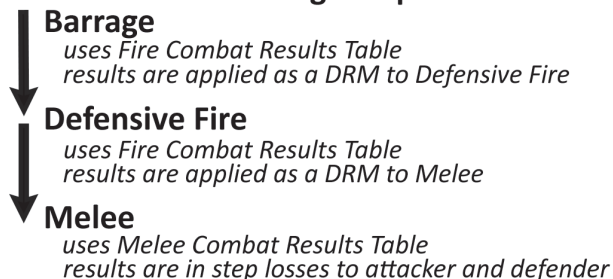 Barrage
uses Fire Combat Results Table
results are applied as a DRM to Defensive Fire
Defensive Fire
uses Fire Combat Results Table
results are applied as a DRM to Melee
Melee
uses Melee Combat Results Table
results are in step losses to attacker and defender